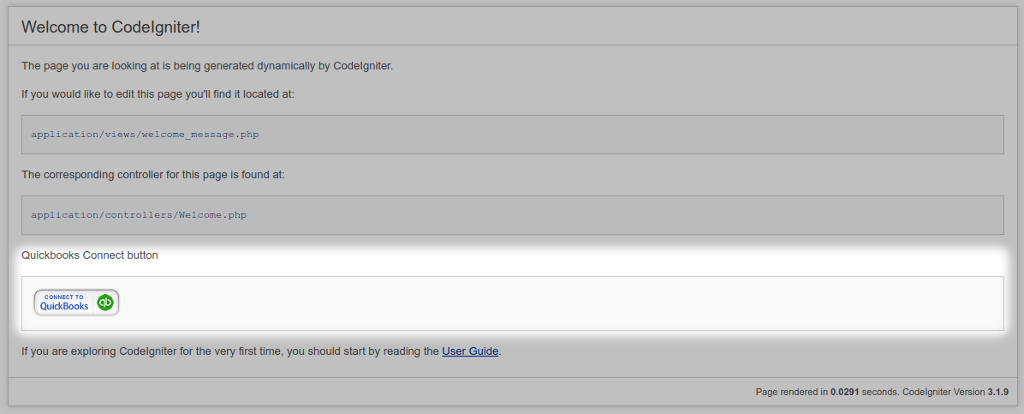 Welcome to CodeIgniter!
The page you are looking at is being generated dynamically by CodeIgniter.
If you would like to edit this page you'll find it located at:
application/views/welcome_message.php
The corresponding controller for this page is found at:
application/controllers/Welcome.php
Quickbooks Connect button
CONNECT TO
QuickBooks qb
If you are exploring CodeIgniter for the very first time, you should start by reading the User Guide.
Page rendered in 0.0291 seconds. CodeIgniter Version 3.1.9